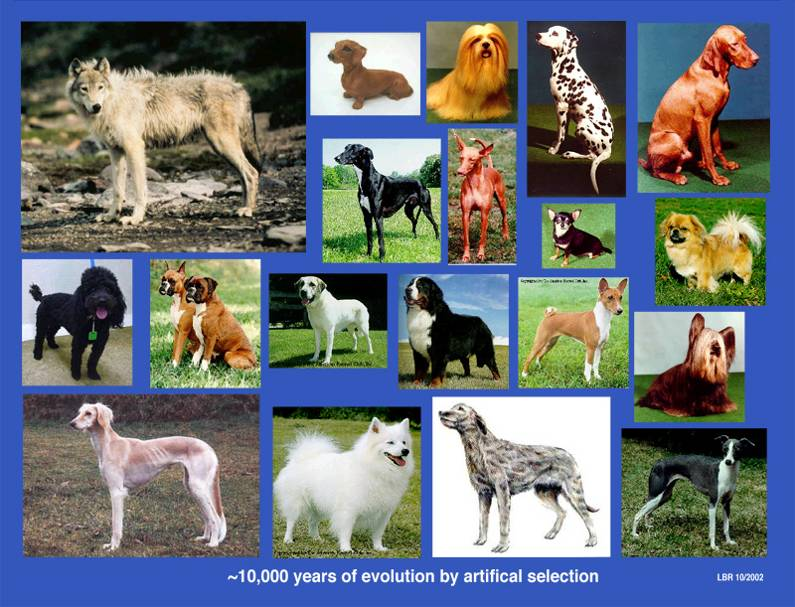 ~10,000 years of evolution by artifical selection
LBR 10/2002